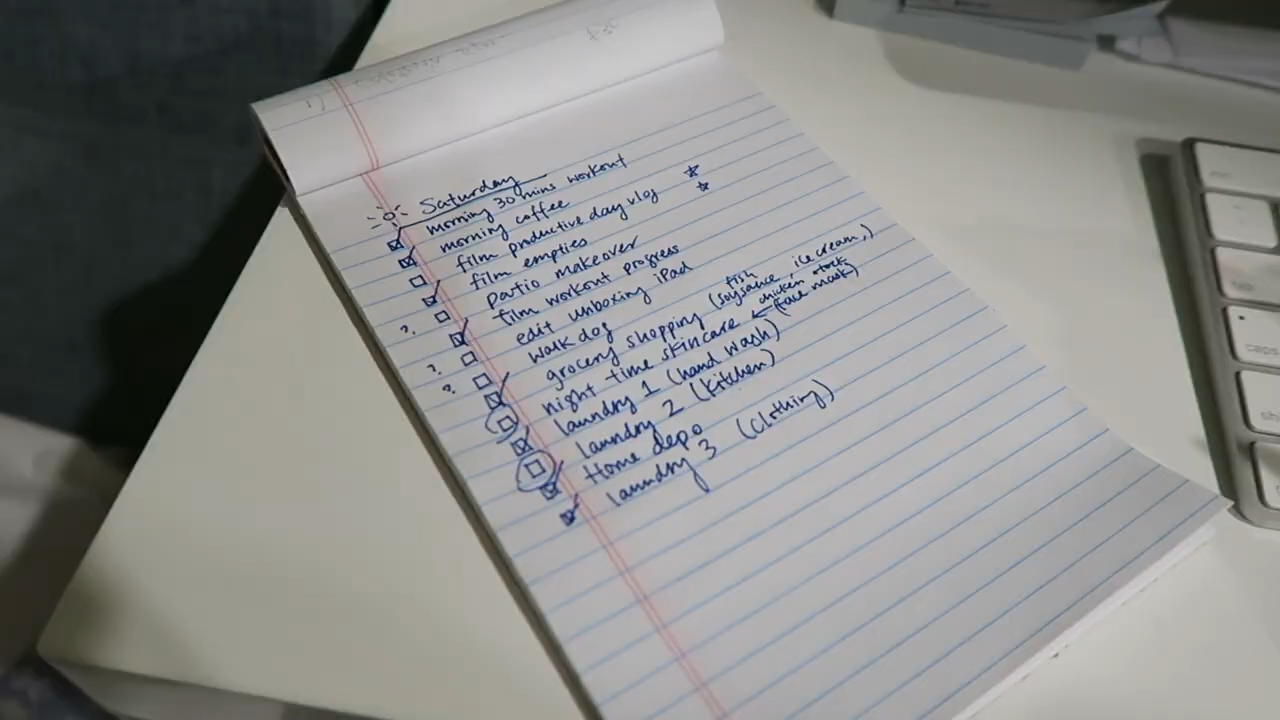 1)
Saturday
morning 30 mins workout
morning coffee
film productive day vlog
film empties
patio makeover
film workout progress
edit unboxing iPad
walk dog
grocery shopping (soysauce, ice cream,)
fish
chicken stock
night time skincare ← (face mask)
laundry 1 (hand wash)
laundry 2 (kitchen)
Home depo
laundry 3 (clothing)
?
?
?